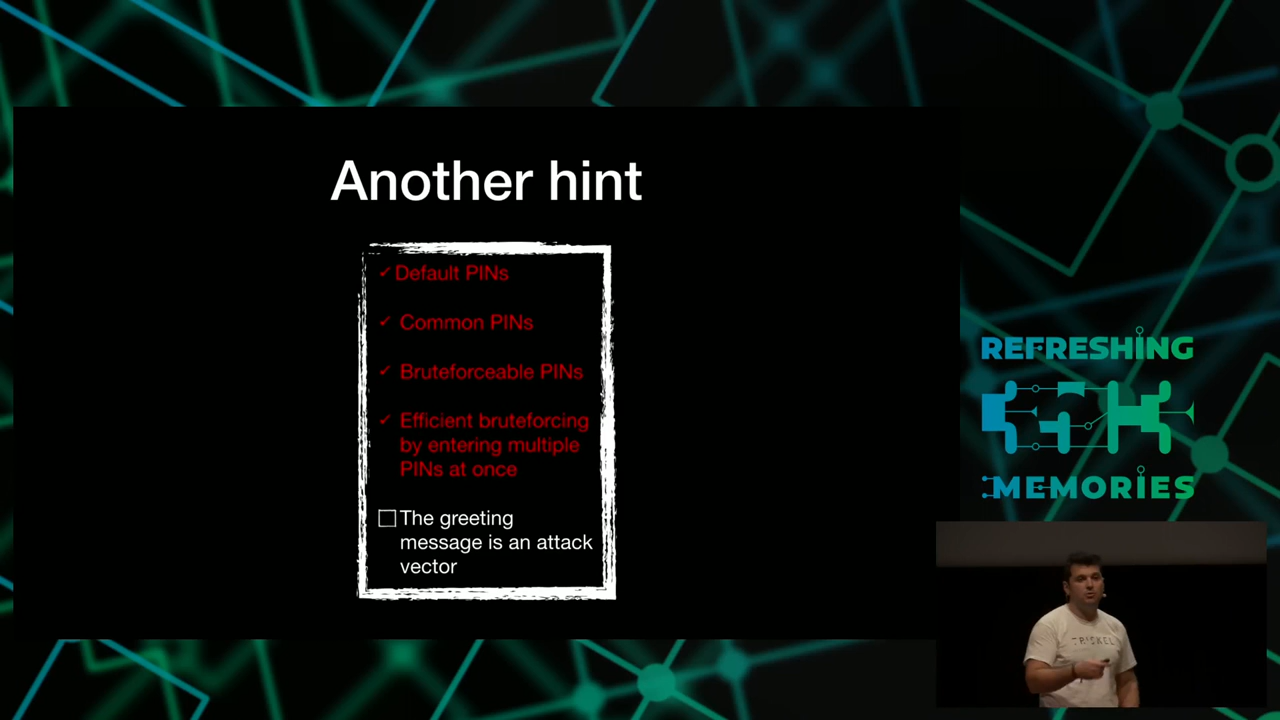 Another hint
✓ Default PINs
✓ Common PINs
✓ Bruteforceable PINs
✓ Efficient bruteforcing
by entering multiple
PINs at once
☐ The greeting
message is an attack
vector
REFRESHING
35C3
MEMORIES